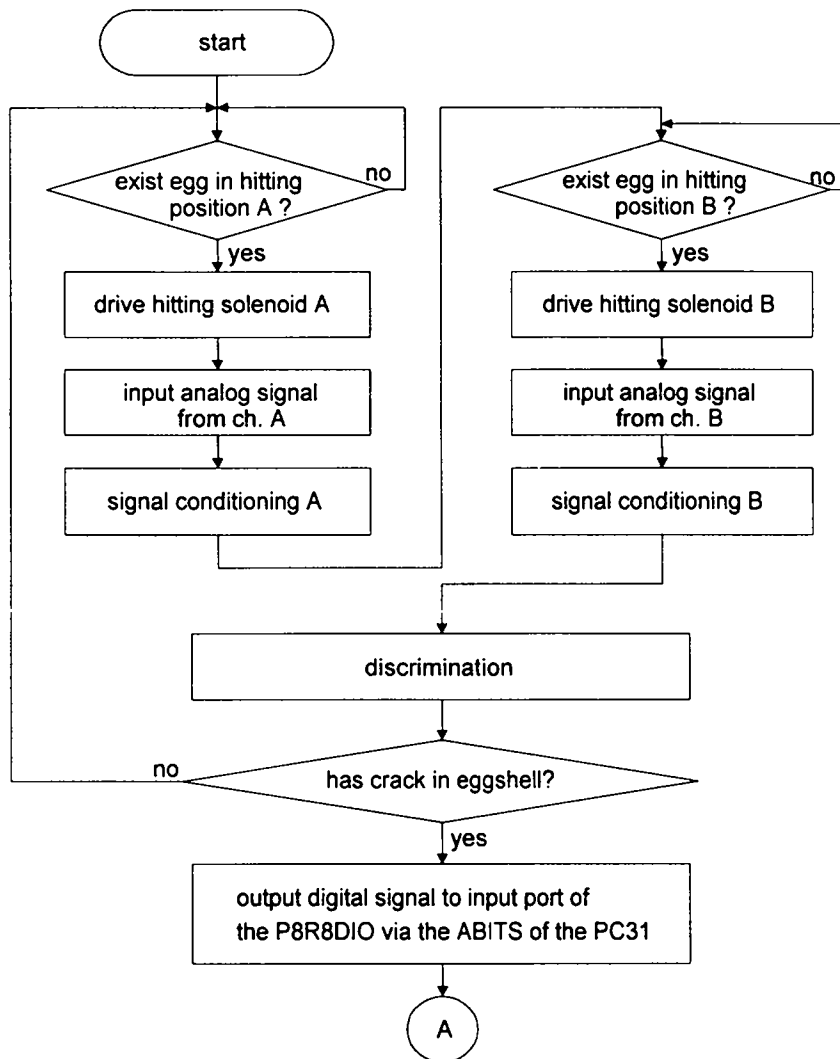 start
exist egg in hitting
position A ?
no
yes
drive hitting solenoid A
input analog signal
from ch. A
signal conditioning A
exist egg in hitting
position B ?
no
yes
drive hitting solenoid B
input analog signal
from ch. B
signal conditioning B
discrimination
has crack in eggshell?
no
yes
output digital signal to input port of
the P8R8DIO via the ABITS of the PC31
A